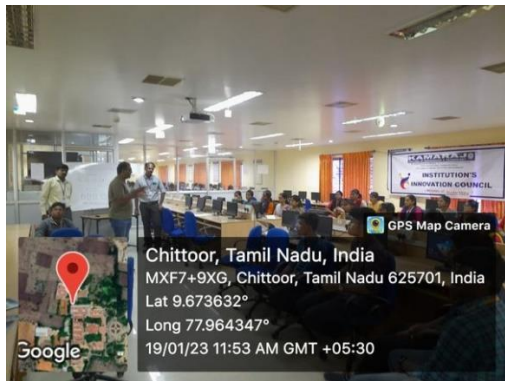 KAMARAJ
INSTITUTION'S
INNOVATION COUNCIL
GPS Map Camera
Chittoor, Tamil Nadu, India
MXF7+9XG, Chittoor, Tamil Nadu 625701, India
Lat 9.673632°
Long 77.964347°
19/01/23 11:53 AM GMT +05:30
Google